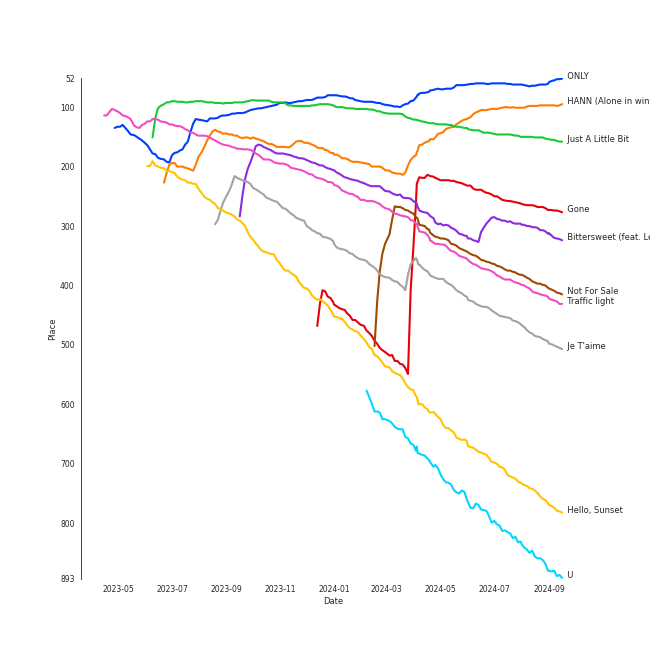 52
100
200
300
400
500
600
700
800
893
Place
2023-05
2023-07
2023-09
2023-11
2024-01
2024-03
2024-05
2024-07
2024-09
Date
ONLY
HANN (Alone in win
Just A Little Bit
Gone
Bittersweet (feat. Le
Not For Sale
Traffic light
Je T'aime
Hello, Sunset
U